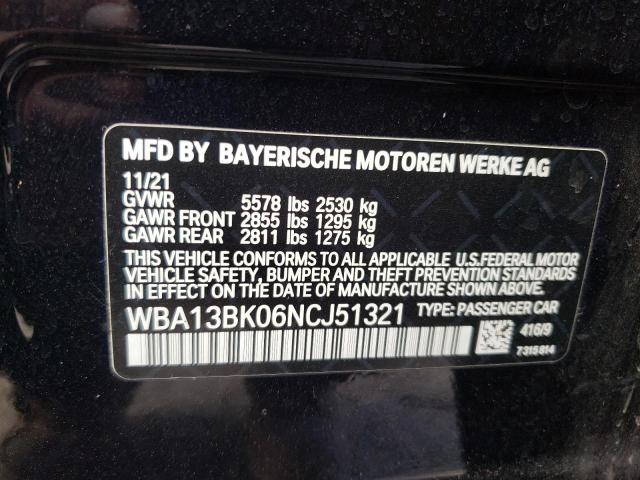 MFD BY BAYERISCHE MOTOREN WERKE AG
11/21
GVWR 5578 lbs 2530 kg
GAWR FRONT 2855 lbs 1295 kg
GAWR REAR 2811 lbs 1275 kg
THIS VEHICLE CONFORMS TO ALL APPLICABLE U.S.FEDERAL MOTOR
VEHICLE SAFETY, BUMPER AND THEFT PREVENTION STANDARDS
IN EFFECT ON THE DATE OF MANUFACTURE SHOWN ABOVE.
WBA13BK06NCJ51321 TYPE: PASSENGER CAR
416/9
7315814